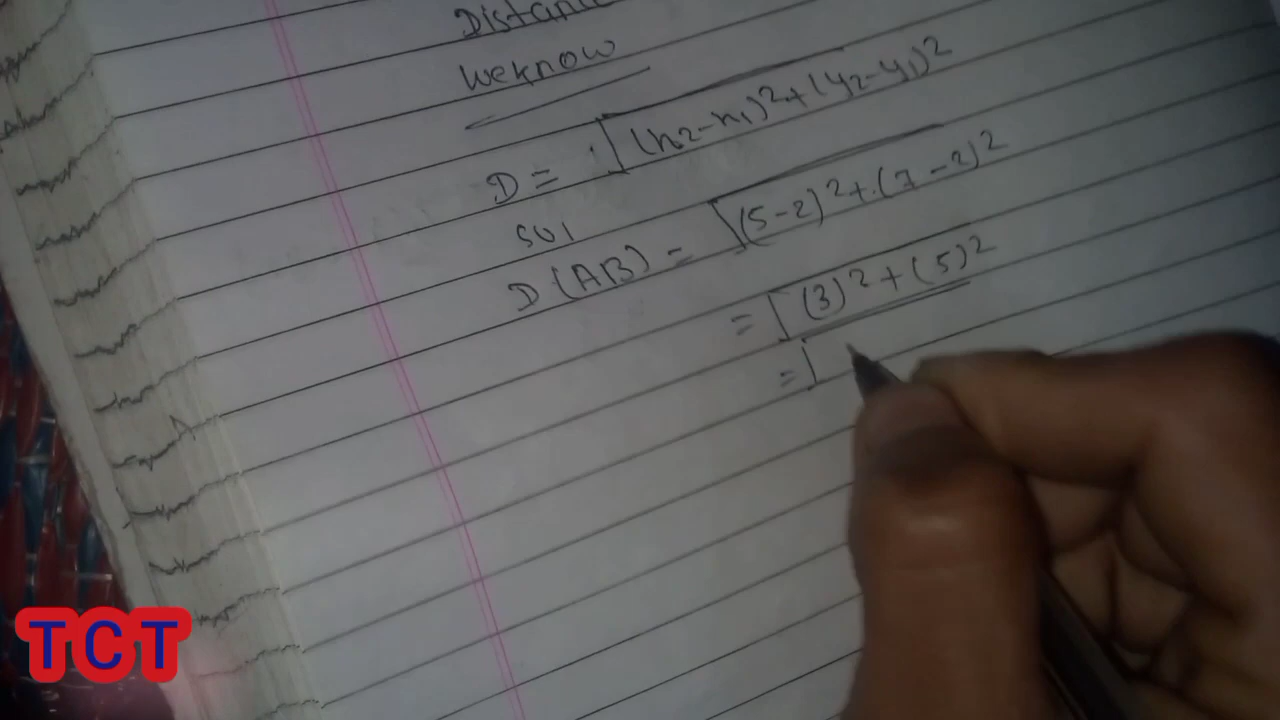 Distance
Weknow
D = √(x2-x1)²+(y2-y1)²
sol
D (AB) = √(5-2)²+(7-2)²
= √(3)²+(5)²
= √
TCT